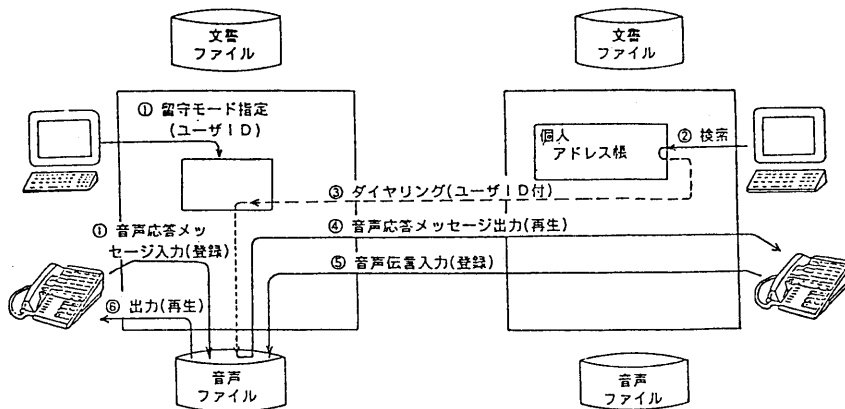 文書
ファイル
文書
ファイル
① 留守モード指定
(ユーザID)
個人
アドレス帳
② 検索
③ ダイヤリング(ユーザID付)
① 音声応答メッ
セージ入力(登録)
④ 音声応答メッセージ出力(再生)
⑤ 音声伝言入力(登録)
⑥ 出力(再生)
音声
ファイル
音声
ファイル